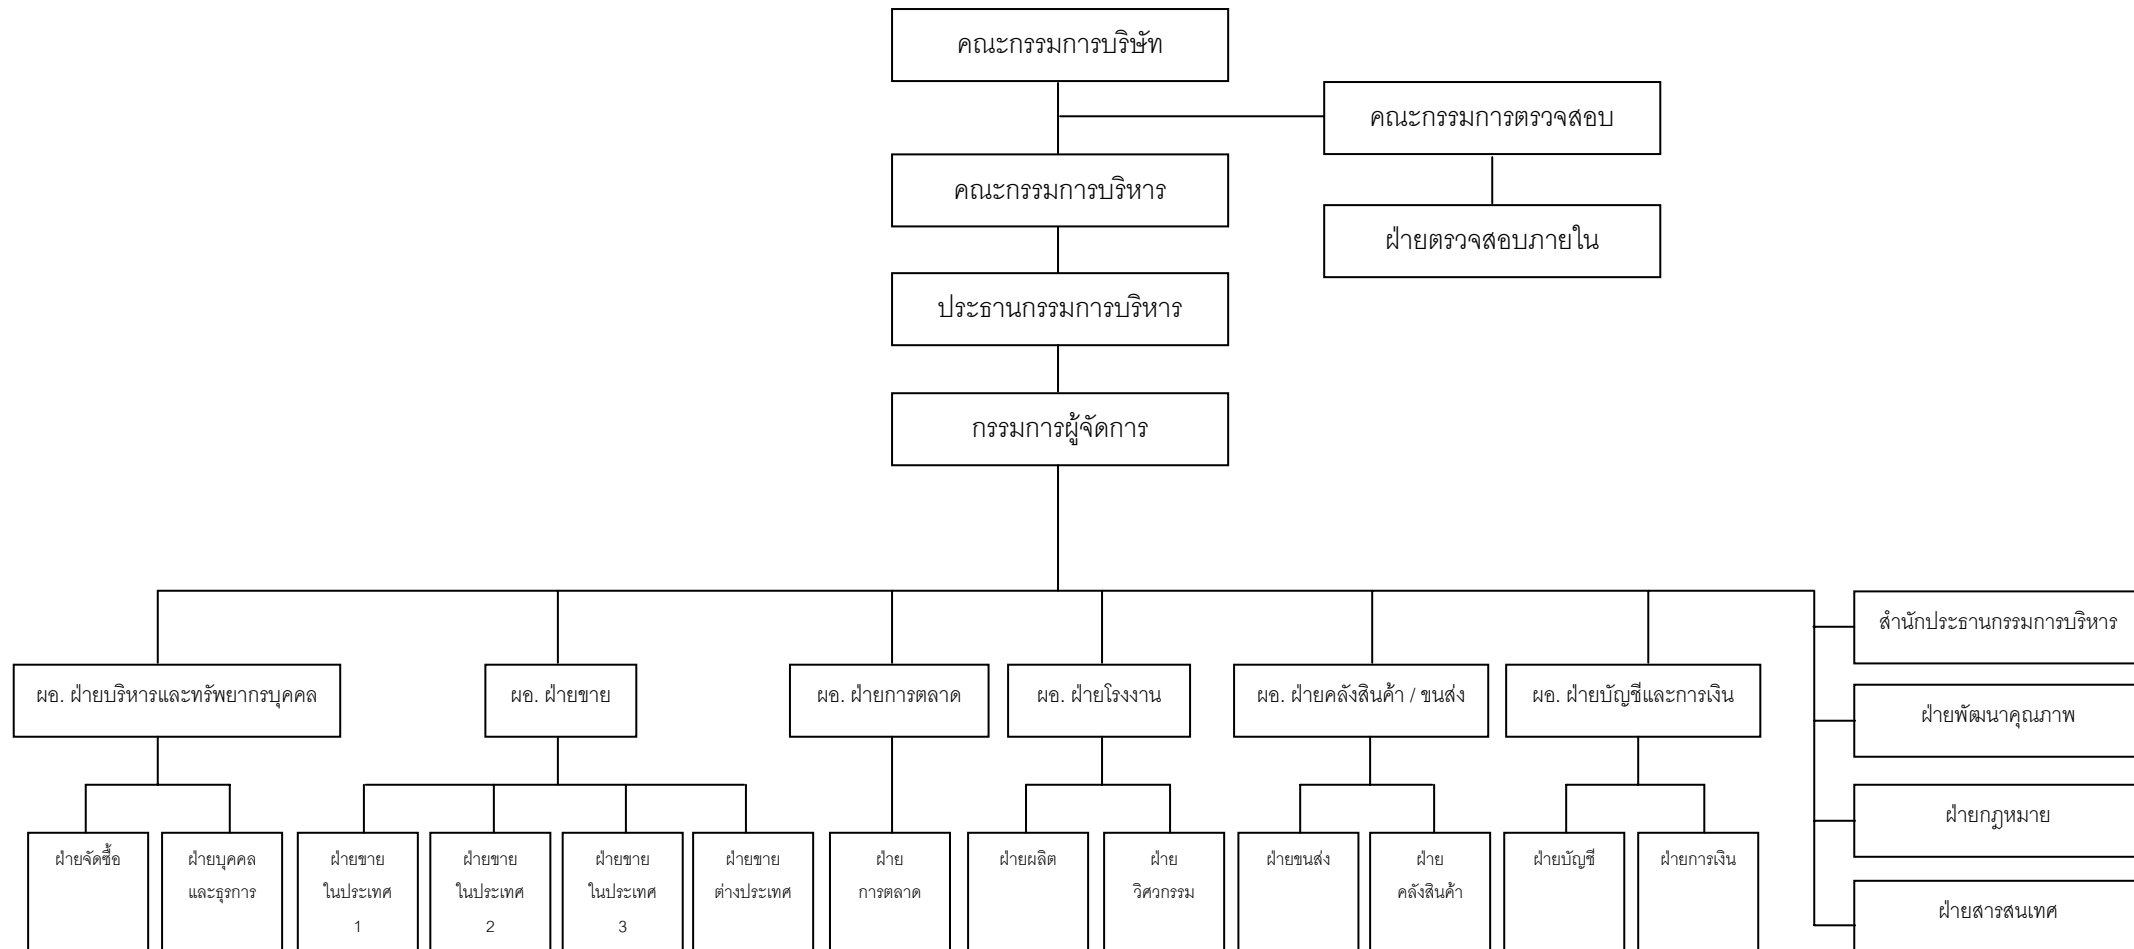 คณะกรรมการบริษัท
คณะกรรมการตรวจสอบ
คณะกรรมการบริหาร
ฝ่ายตรวจสอบภายใน
ประธานกรรมการบริหาร
กรรมการผู้จัดการ
สำนักประธานกรรมการบริหาร
ฝ่ายพัฒนาคุณภาพ
ฝ่ายกฎหมาย
ฝ่ายสารสนเทศ
ผอ. ฝ่ายบริหารและทรัพยากรบุคคล
ผอ. ฝ่ายขาย
ผอ. ฝ่ายการตลาด
ผอ. ฝ่ายโรงงาน
ผอ. ฝ่ายคลังสินค้า / ขนส่ง
ผอ. ฝ่ายบัญชีและการเงิน
ฝ่ายจัดซื้อ
ฝ่ายบุคคล
และธุรการ
ฝ่ายขาย
ในประเทศ
1
ฝ่ายขาย
ในประเทศ
2
ฝ่ายขาย
ในประเทศ
3
ฝ่ายขาย
ต่างประเทศ
ฝ่าย
การตลาด
ฝ่ายผลิต
ฝ่าย
วิศวกรรม
ฝ่ายขนส่ง
ฝ่าย
คลังสินค้า
ฝ่ายบัญชี
ฝ่ายการเงิน